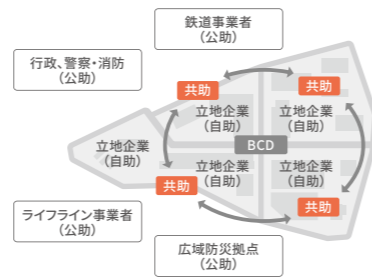 鉄道事業者
（公助）
行政、警察・消防
（公助）
共助
共助
立地企業
（自助）
立地企業
（自助）
立地企業
（自助）
BCD
立地企業
（自助）
立地企業
（自助）
共助
共助
ライフライン事業者
（公助）
広域防災拠点
（公助）